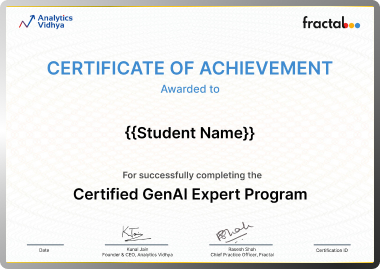 Analytics
Vidhya
fractal
CERTIFICATE OF ACHIEVEMENT
Awarded to
{{Student Name}}
For successfully completing the
Certified GenAI Expert Program
Date
Kunal Jain
Founder & CEO, Analytics Vidhya
Rasesh Shah
Chief Practice Officer, Fractal
Certification ID